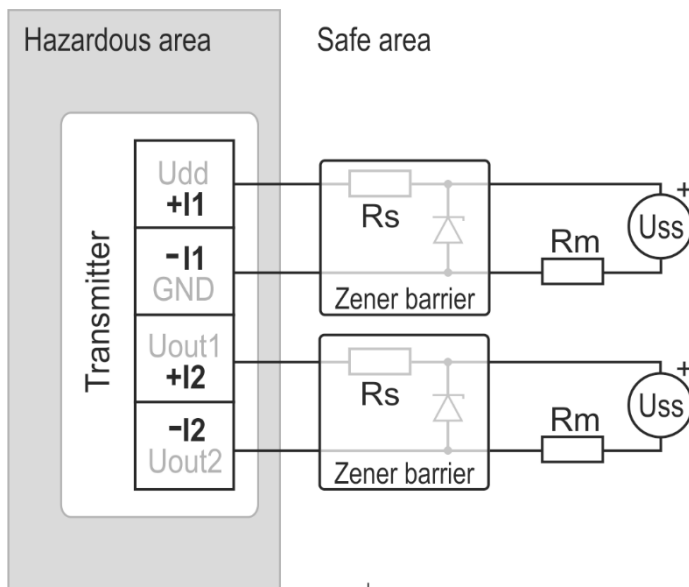 Hazardous area
Safe area
Transmitter
Udd
+I1
-I1
GND
Uout1
+I2
-I2
Uout2
Rs
Zener barrier
Rm
+
Uss
Rs
Zener barrier
Rm
+
Uss